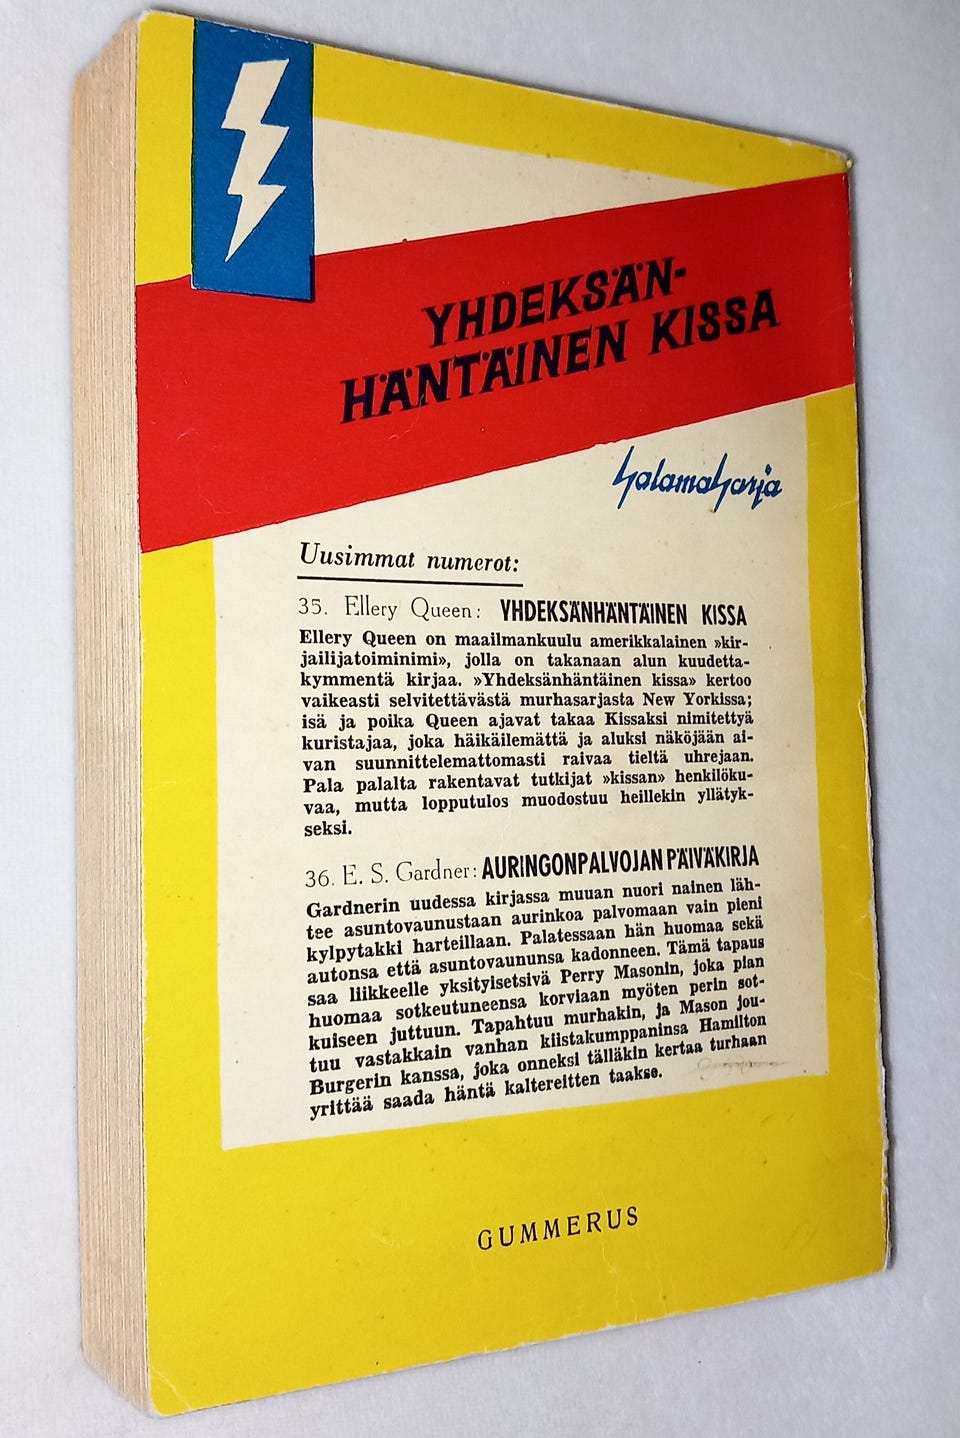 YHDEKSÄN-
HÄNTÄINEN KISSA
salamasarja
Uusimmat numerot:
35. Ellery Queen: YHDEKSÄNHÄNTÄINEN KISSA
Ellery Queen on maailmankuulu amerikkalainen »kir-
jailijatoiminimi», jolla on takanaan alun kuudetta-
kymmentä kirjaa. »Yhdeksänhäntäinen kissa» kertoo
vaikeasti selvitettävästä murhasarjasta New Yorkissa;
isä ja poika Queen ajavat takaa Kissaksi nimitettyä
kuristajaa, joka häikäilemättä ja aluksi näköjään ai-
van suunnittelemattomasti raivaa tieltä uhrejaan.
Pala palalta rakentavat tutkijat »kissan» henkilöku-
vaa, mutta lopputulos muodostuu heillekin yllätyk-
seksi.
36. E. S. Gardner: AURINGONPALVOJAN PÄIVÄKIRJA
Gardnerin uudessa kirjassa muuan nuori nainen läh-
tee asuntovaunustaan aurinkoa palvomaan vain pieni
kylpytakki harteillaan. Palatessaan hän huomaa sekä
autonsa että asuntovaununsa kadonneen. Tämä tapaus
saa liikkeelle yksityisetsivä Perry Masonin, joka pian
huomaa sotkeutuneensa korviaan myöten perin sot-
kuiseen juttuun. Tapahtuu murhakin, ja Mason jou-
tuu vastakkain vanhan kiistakumppaninsa Hamilton
Burgerin kanssa, joka onneksi tälläkin kertaa turhaan
yrittää saada häntä kaltereitten taakse.
GUMMERUS